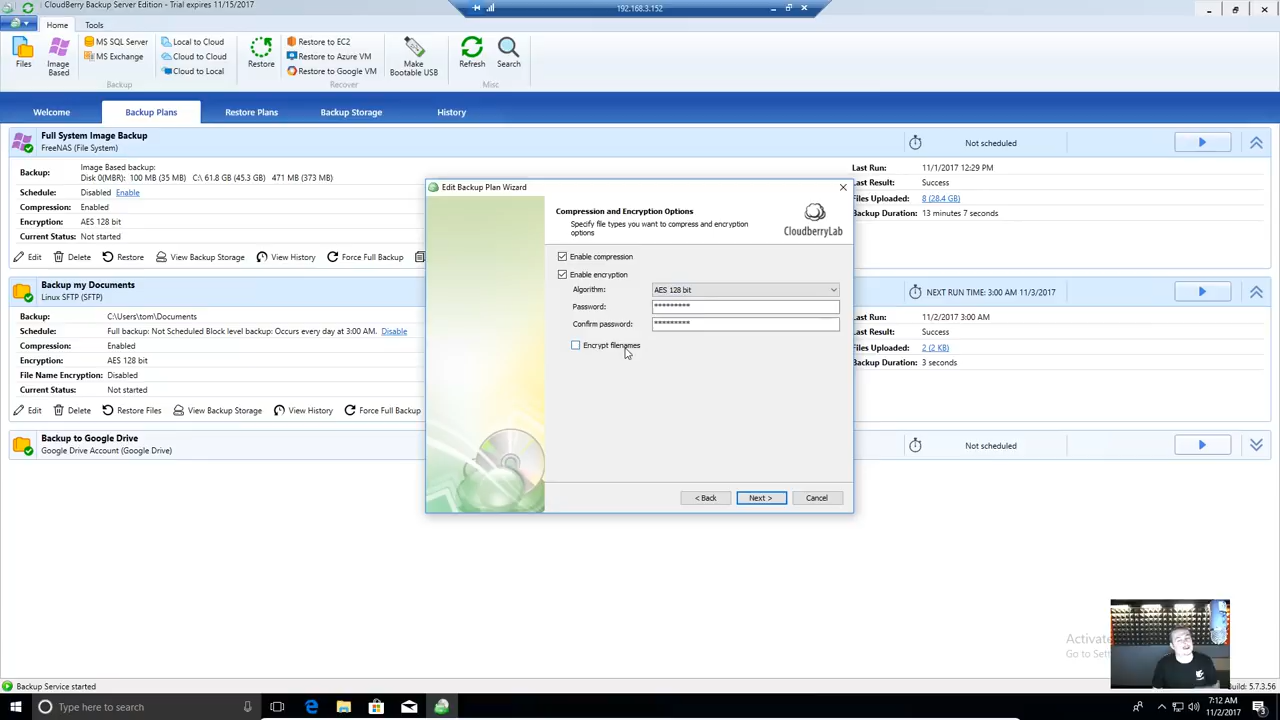 CloudBerry Backup Server Edition - Trial expires 11/15/2017
192.168.3.152
Home
Tools
Files
Image Based
MS SQL Server
MS Exchange
Backup
Local to Cloud
Cloud to Cloud
Cloud to Local
Restore
Restore to EC2
Restore to Azure VM
Restore to Google VM
Recover
Make Bootable USB
Refresh
Search
Misc
Welcome
Backup Plans
Restore Plans
Backup Storage
History
Full System Image Backup
FreeNAS (File System)
Not scheduled
Backup:
Image Based backup:
Disk 0(MBR): 100 MB (35 MB) C:\ 61.8 GB (45.3 GB) 471 MB (373 MB)
Schedule: Disabled Enable
Compression: Enabled
Encryption: AES 128 bit
Current Status: Not started
Last Run: 11/1/2017 12:29 PM
Last Result: Success
Files Uploaded: 8 (28.4 GB)
Backup Duration: 13 minutes 7 seconds
Edit Delete Restore View Backup Storage View History Force Full Backup
Backup my Documents
Linux SFTP (SFTP)
NEXT RUN TIME: 3:00 AM 11/3/2017
Backup: C:\Users\tom\Documents
Schedule: Full backup: Not Scheduled Block level backup: Occurs every day at 3:00 AM. Disable
Compression: Enabled
Encryption: AES 128 bit
File Name Encryption: Disabled
Current Status: Not started
Last Run: 11/2/2017 3:00 AM
Last Result: Success
Files Uploaded: 2 (2 KB)
Backup Duration: 3 seconds
Edit Delete Restore Files View Backup Storage View History Force Full Backup
Backup to Google Drive
Google Drive Account (Google Drive)
Not scheduled
Edit Backup Plan Wizard
Compression and Encryption Options
Specify file types you want to compress and encryption
options
CloudberryLab
Enable compression
Enable encryption
Algorithm: AES 128 bit
Password: *********
Confirm password: *********
Encrypt filenames
< Back
Next >
Cancel
Activate
Go to
Backup Service started
Build: 5.7.3.56
Type here to search
7:12 AM
11/2/2017